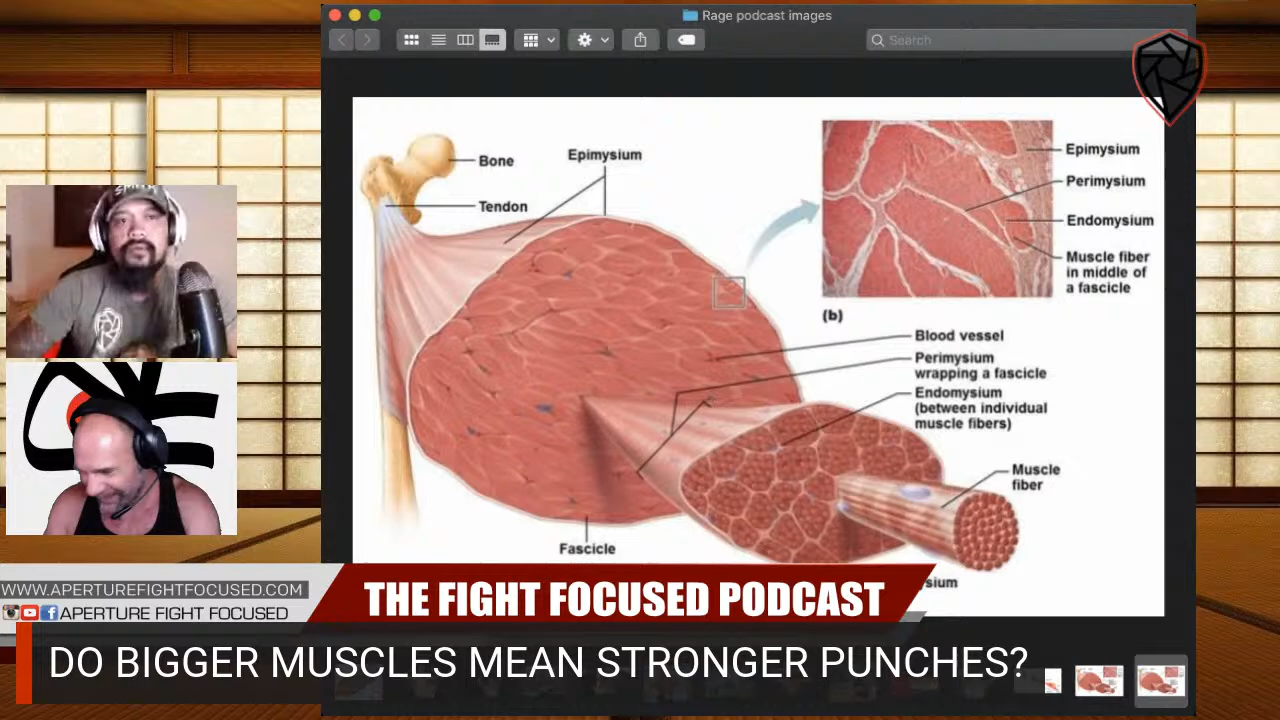 Rage podcast images
Search
Bone
Epimysium
Tendon
Epimysium
Perimysium
Endomysium
Muscle fiber
in middle of
a fascicle
(b)
Blood vessel
Perimysium
wrapping a fascicle
Endomysium
(between individual
muscle fibers)
Muscle
fiber
Fascicle
sium
WWW.APERTUREFIGHTFOCUSED.COM
APERTURE FIGHT FOCUSED
THE FIGHT FOCUSED PODCAST
DO BIGGER MUSCLES MEAN STRONGER PUNCHES?